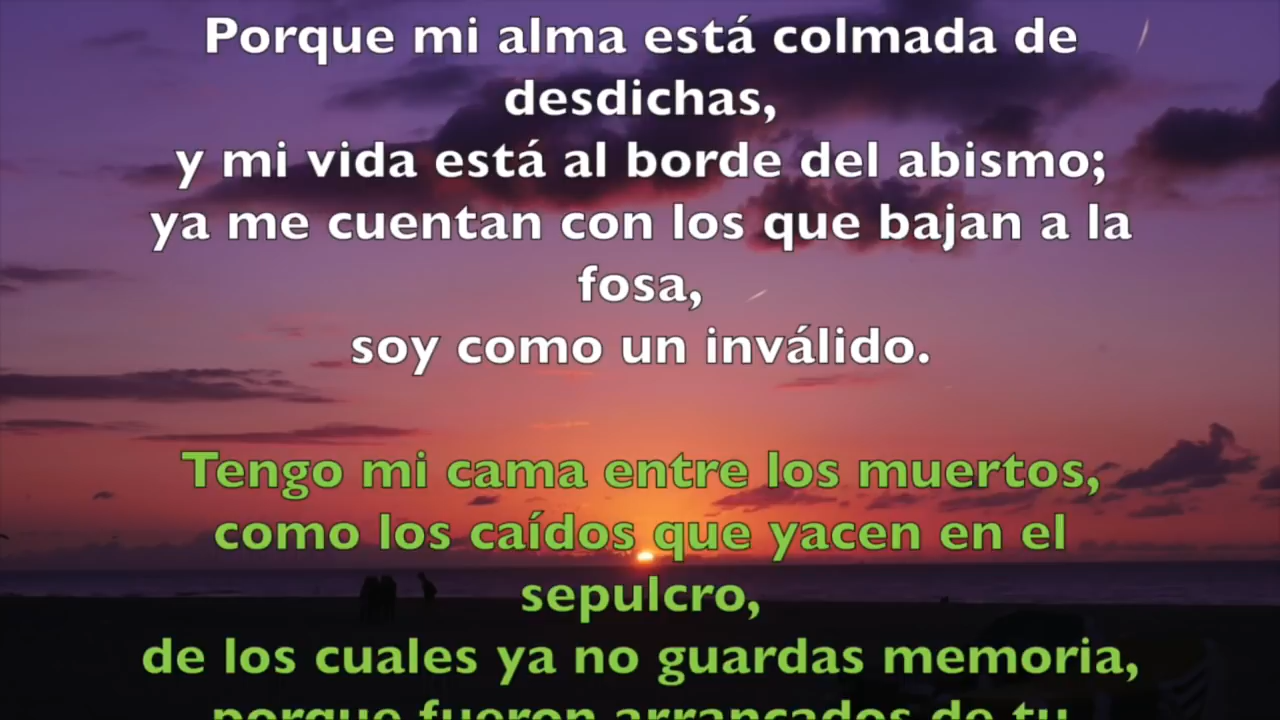 Porque mi alma está colmada de
desdichas,
y mi vida está al borde del abismo;
ya me cuentan con los que bajan a la
fosa,
soy como un inválido.
Tengo mi cama entre los muertos,
como los caídos que yacen en el
sepulcro,
de los cuales ya no guardas memoria,
porque fueron arrancados de tu